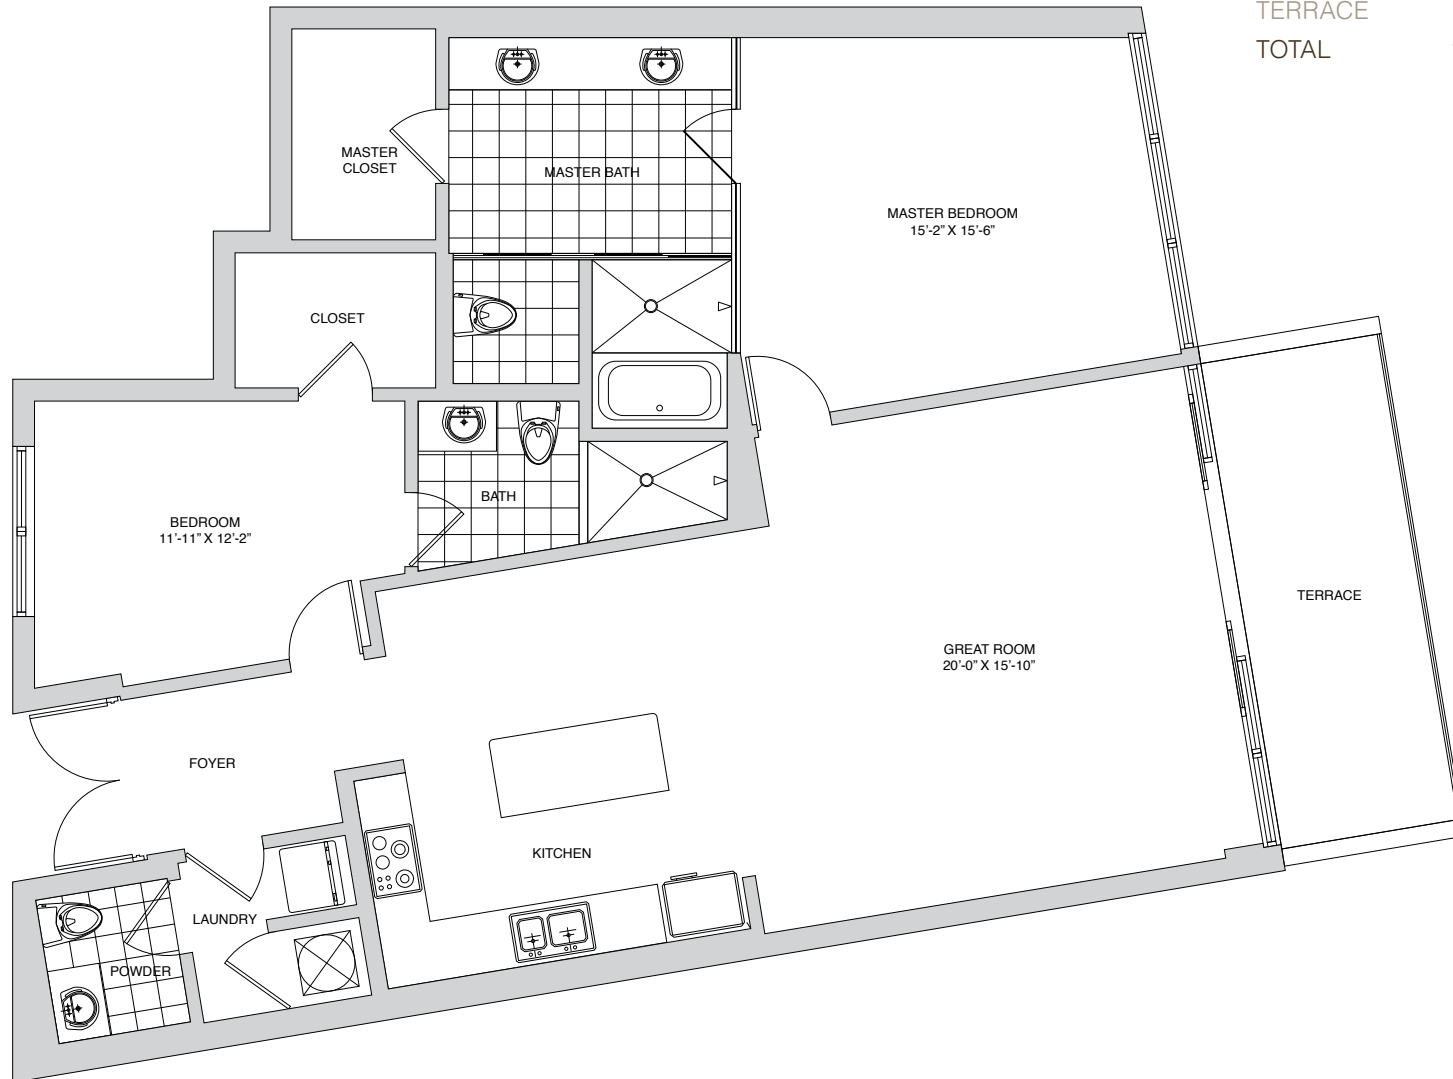 TERRACE
TOTAL
MASTER
CLOSET
MASTER BATH
MASTER BEDROOM
15'-2" X 15'-6"
CLOSET
BATH
BEDROOM
11'-11" X 12'-2"
TERRACE
GREAT ROOM
20'-0" X 15'-10"
FOYER
KITCHEN
LAUNDRY
POWDER